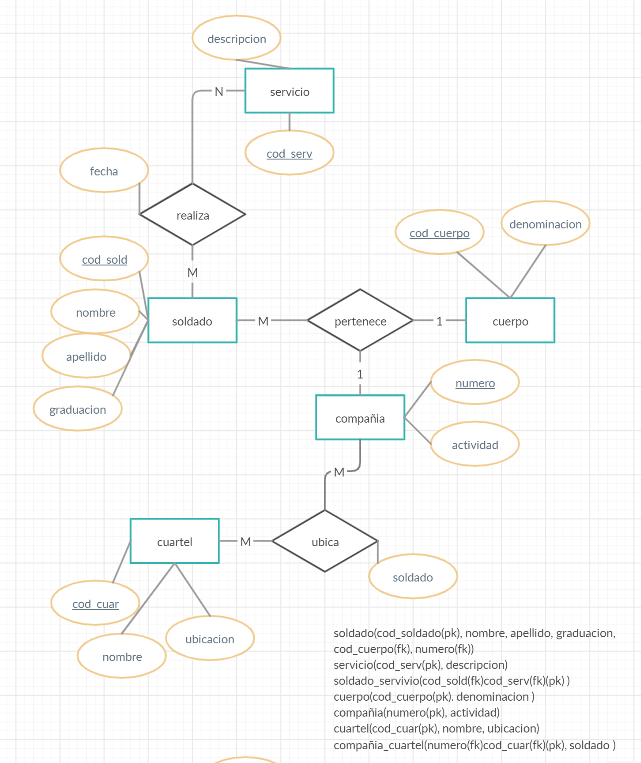 descripcion
N
servicio
cod_serv
fecha
realiza
M
cod_sold
nombre
apellido
graduacion
soldado
M
pertenece
1
cuerpo
cod_cuerpo
denominacion
1
compañia
numero
actividad
M
cuartel
M
ubica
soldado
cod_cuar
nombre
ubicacion
soldado(cod_soldado(pk), nombre, apellido, graduacion,
cod_cuerpo(fk), numero(fk))
servicio(cod_serv(pk), descripcion)
soldado_servivio(cod_sold(fk)cod_serv(fk)(pk) )
cuerpo(cod_cuerpo(pk). denominacion )
compañia(numero(pk), actividad)
cuartel(cod_cuar(pk), nombre, ubicacion)
compañia_cuartel(numero(fk)cod_cuar(fk)(pk), soldado )